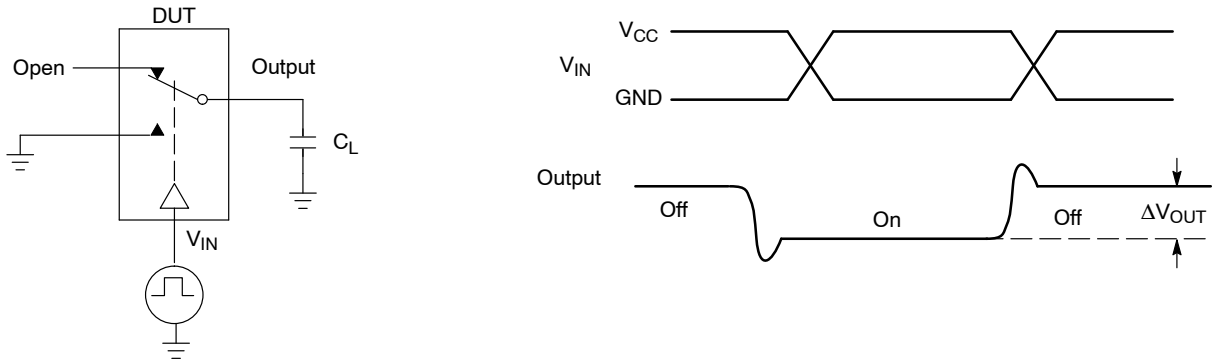 DUT
Open
Output
C_L
V_IN
V_CC
V_IN
GND
Output
Off
On
Off
ΔV_OUT